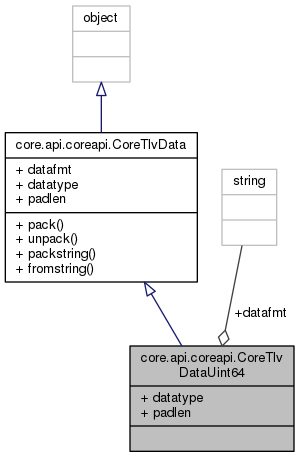 object
core.api.coreapi.CoreTlvData
+ datafmt
+ datatype
+ padlen
+ pack()
+ unpack()
+ packstring()
+ fromstring()
string
+datafmt
core.api.coreapi.CoreTlv
DataUint64
+ datatype
+ padlen